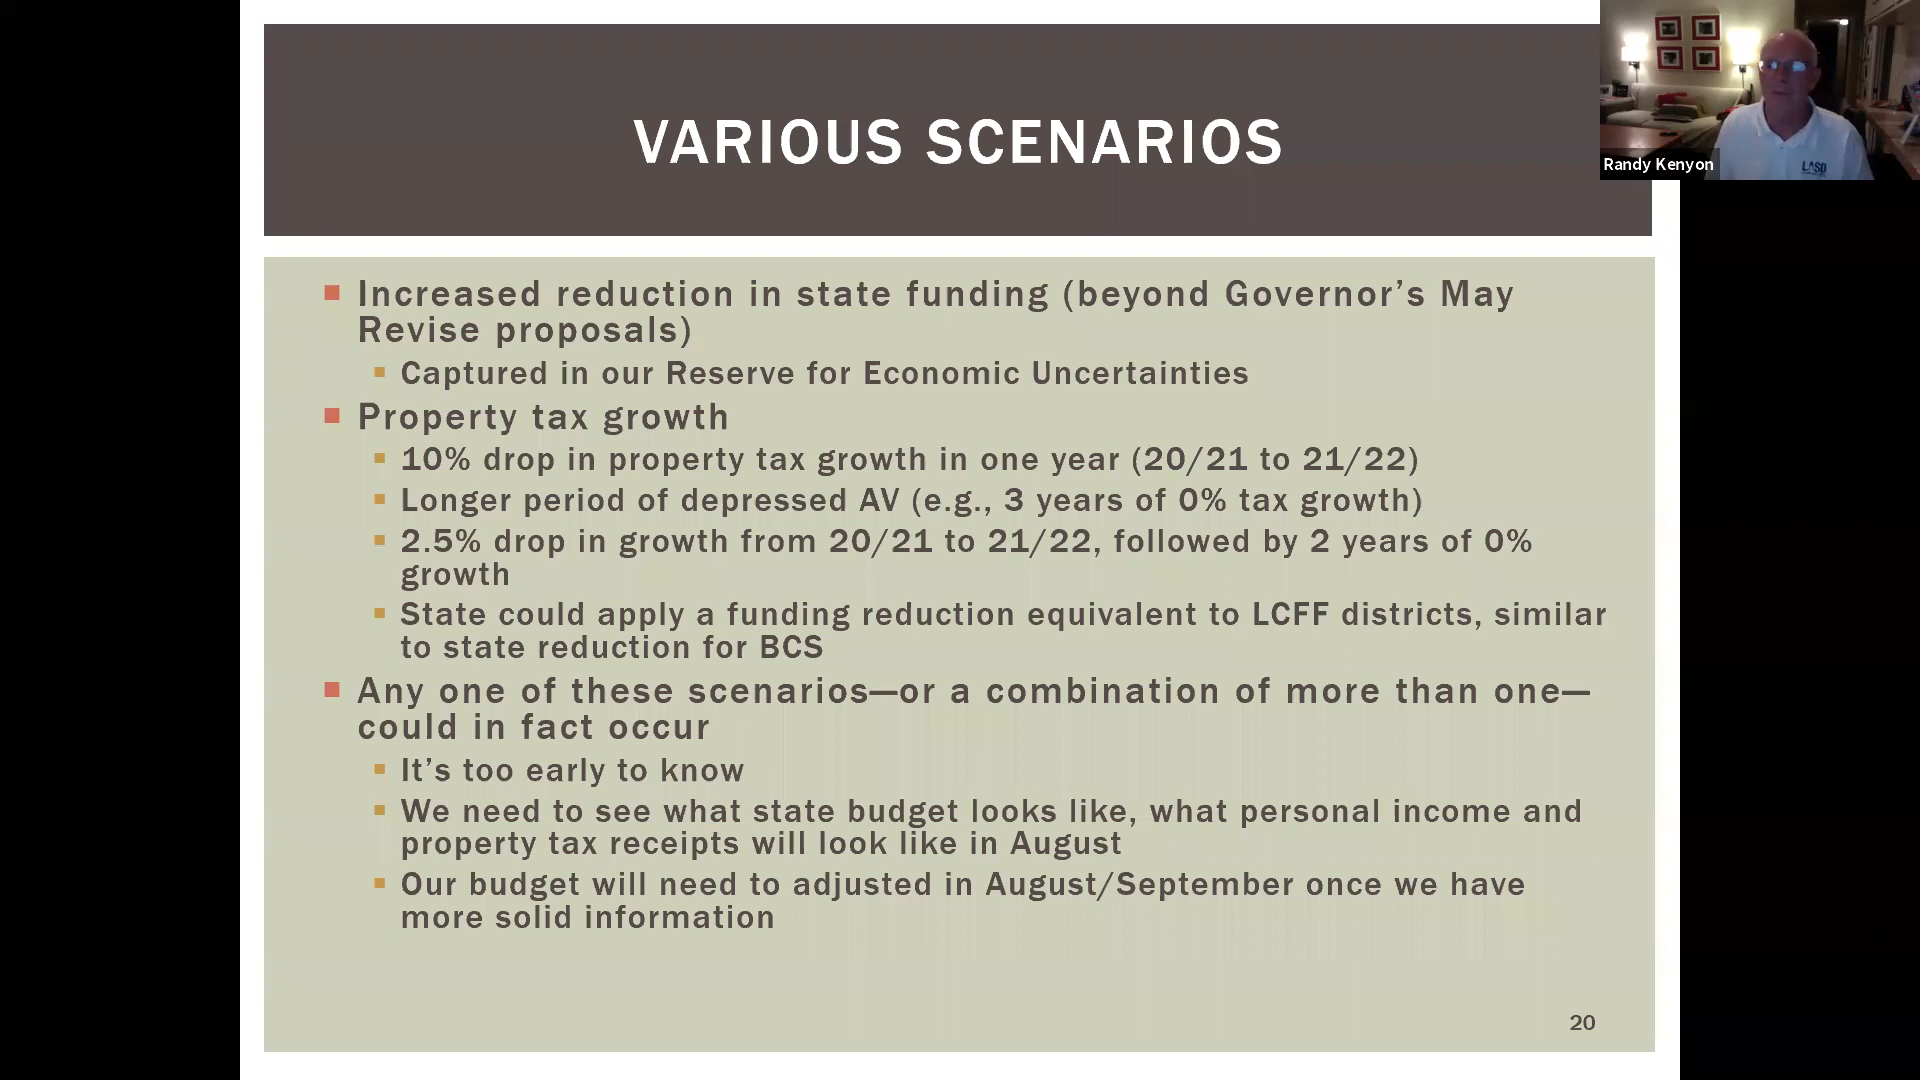 VARIOUS SCENARIOS
Randy Kenyon
LASD
Increased reduction in state funding (beyond Governor’s May
Revise proposals)
Captured in our Reserve for Economic Uncertainties
Property tax growth
10% drop in property tax growth in one year (20/21 to 21/22)
Longer period of depressed AV (e.g., 3 years of 0% tax growth)
2.5% drop in growth from 20/21 to 21/22, followed by 2 years of 0%
growth
State could apply a funding reduction equivalent to LCFF districts, similar
to state reduction for BCS
Any one of these scenarios—or a combination of more than one—
could in fact occur
It’s too early to know
We need to see what state budget looks like, what personal income and
property tax receipts will look like in August
Our budget will need to adjusted in August/September once we have
more solid information
20